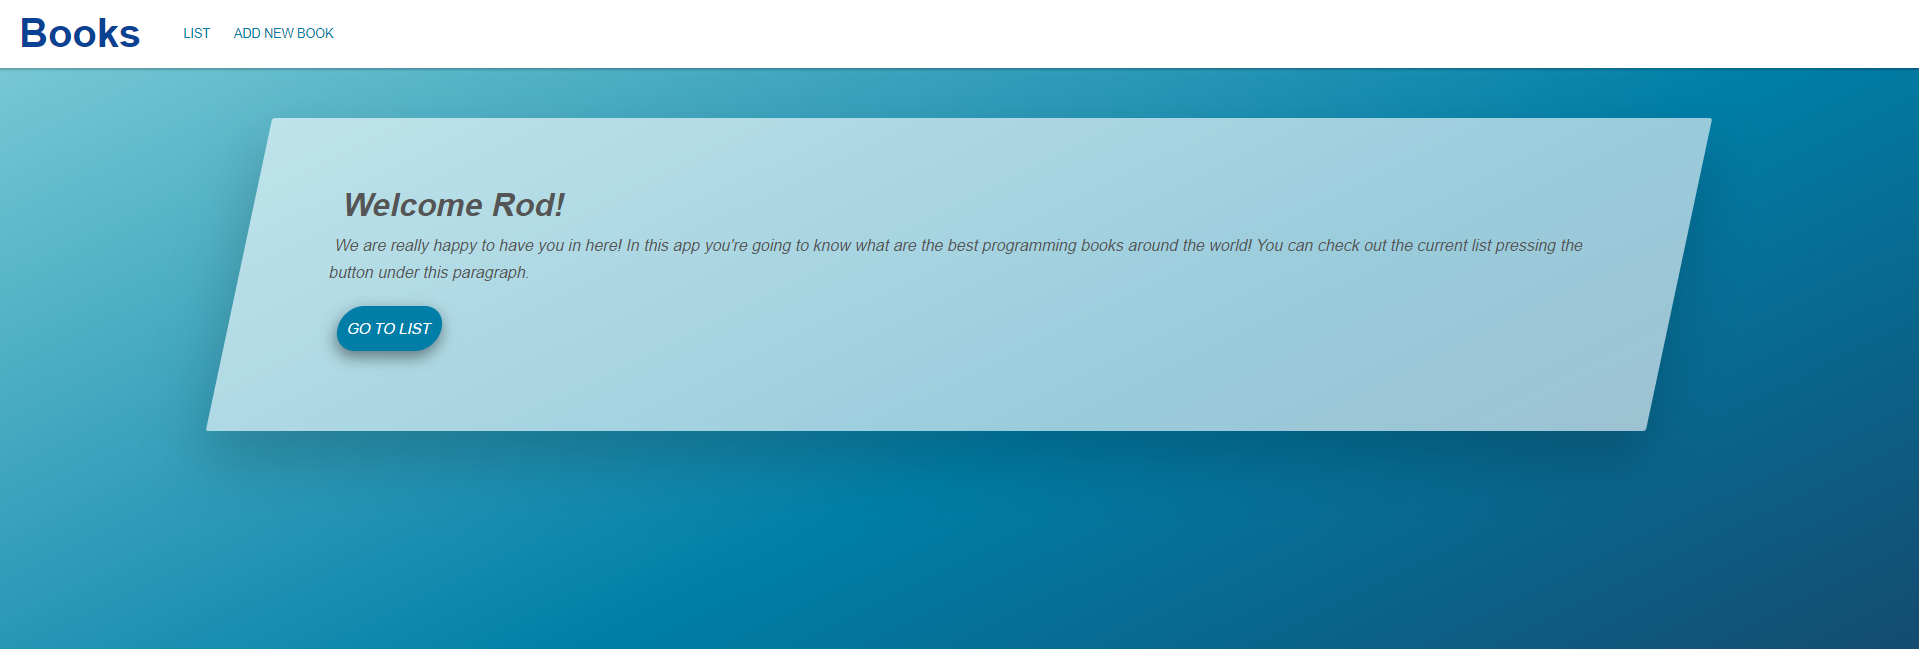 Books
LIST
ADD NEW BOOK
Welcome Rod!
We are really happy to have you in here! In this app you're going to know what are the best programming books around the world! You can check out the current list pressing the
button under this paragraph.
GO TO LIST